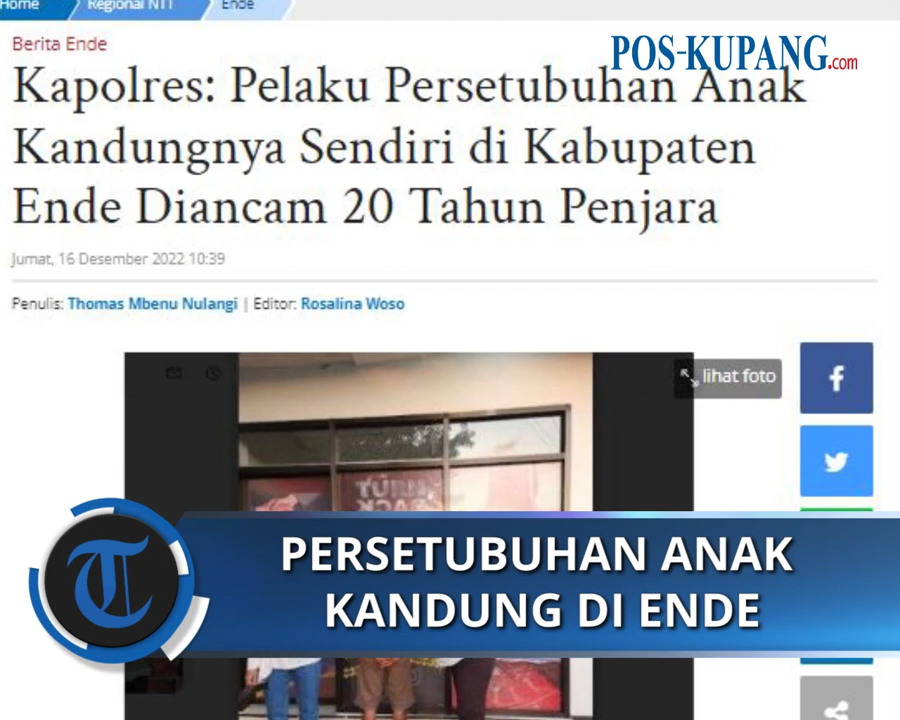 Home Regional NTT Ende
Berita Ende
POS-KUPANG.com
Kapolres: Pelaku Persetubuhan Anak
Kandungnya Sendiri di Kabupaten
Ende Diancam 20 Tahun Penjara
Jumat, 16 Desember 2022 10:39
Penulis: Thomas Mbenu Nulangi | Editor: Rosalina Woso
lihat foto
f
TURN
BACK
T
PERSETUBUHAN ANAK
KANDUNG DI ENDE